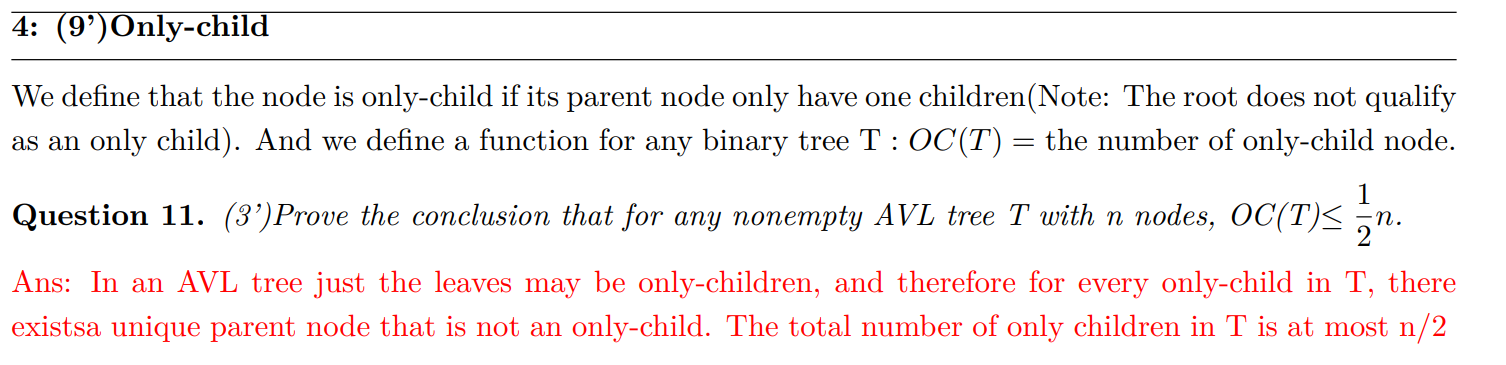 4: (9’)Only-child
We define that the node is only-child if its parent node only have one children(Note: The root does not qualify
as an only child). And we define a function for any binary tree T : OC(T) = the number of only-child node.
Question 11. (3’)Prove the conclusion that for any nonempty AVL tree T with n nodes, OC(T)≤ 1/2 n.
Ans: In an AVL tree just the leaves may be only-children, and therefore for every only-child in T, there
existsa unique parent node that is not an only-child. The total number of only children in T is at most n/2